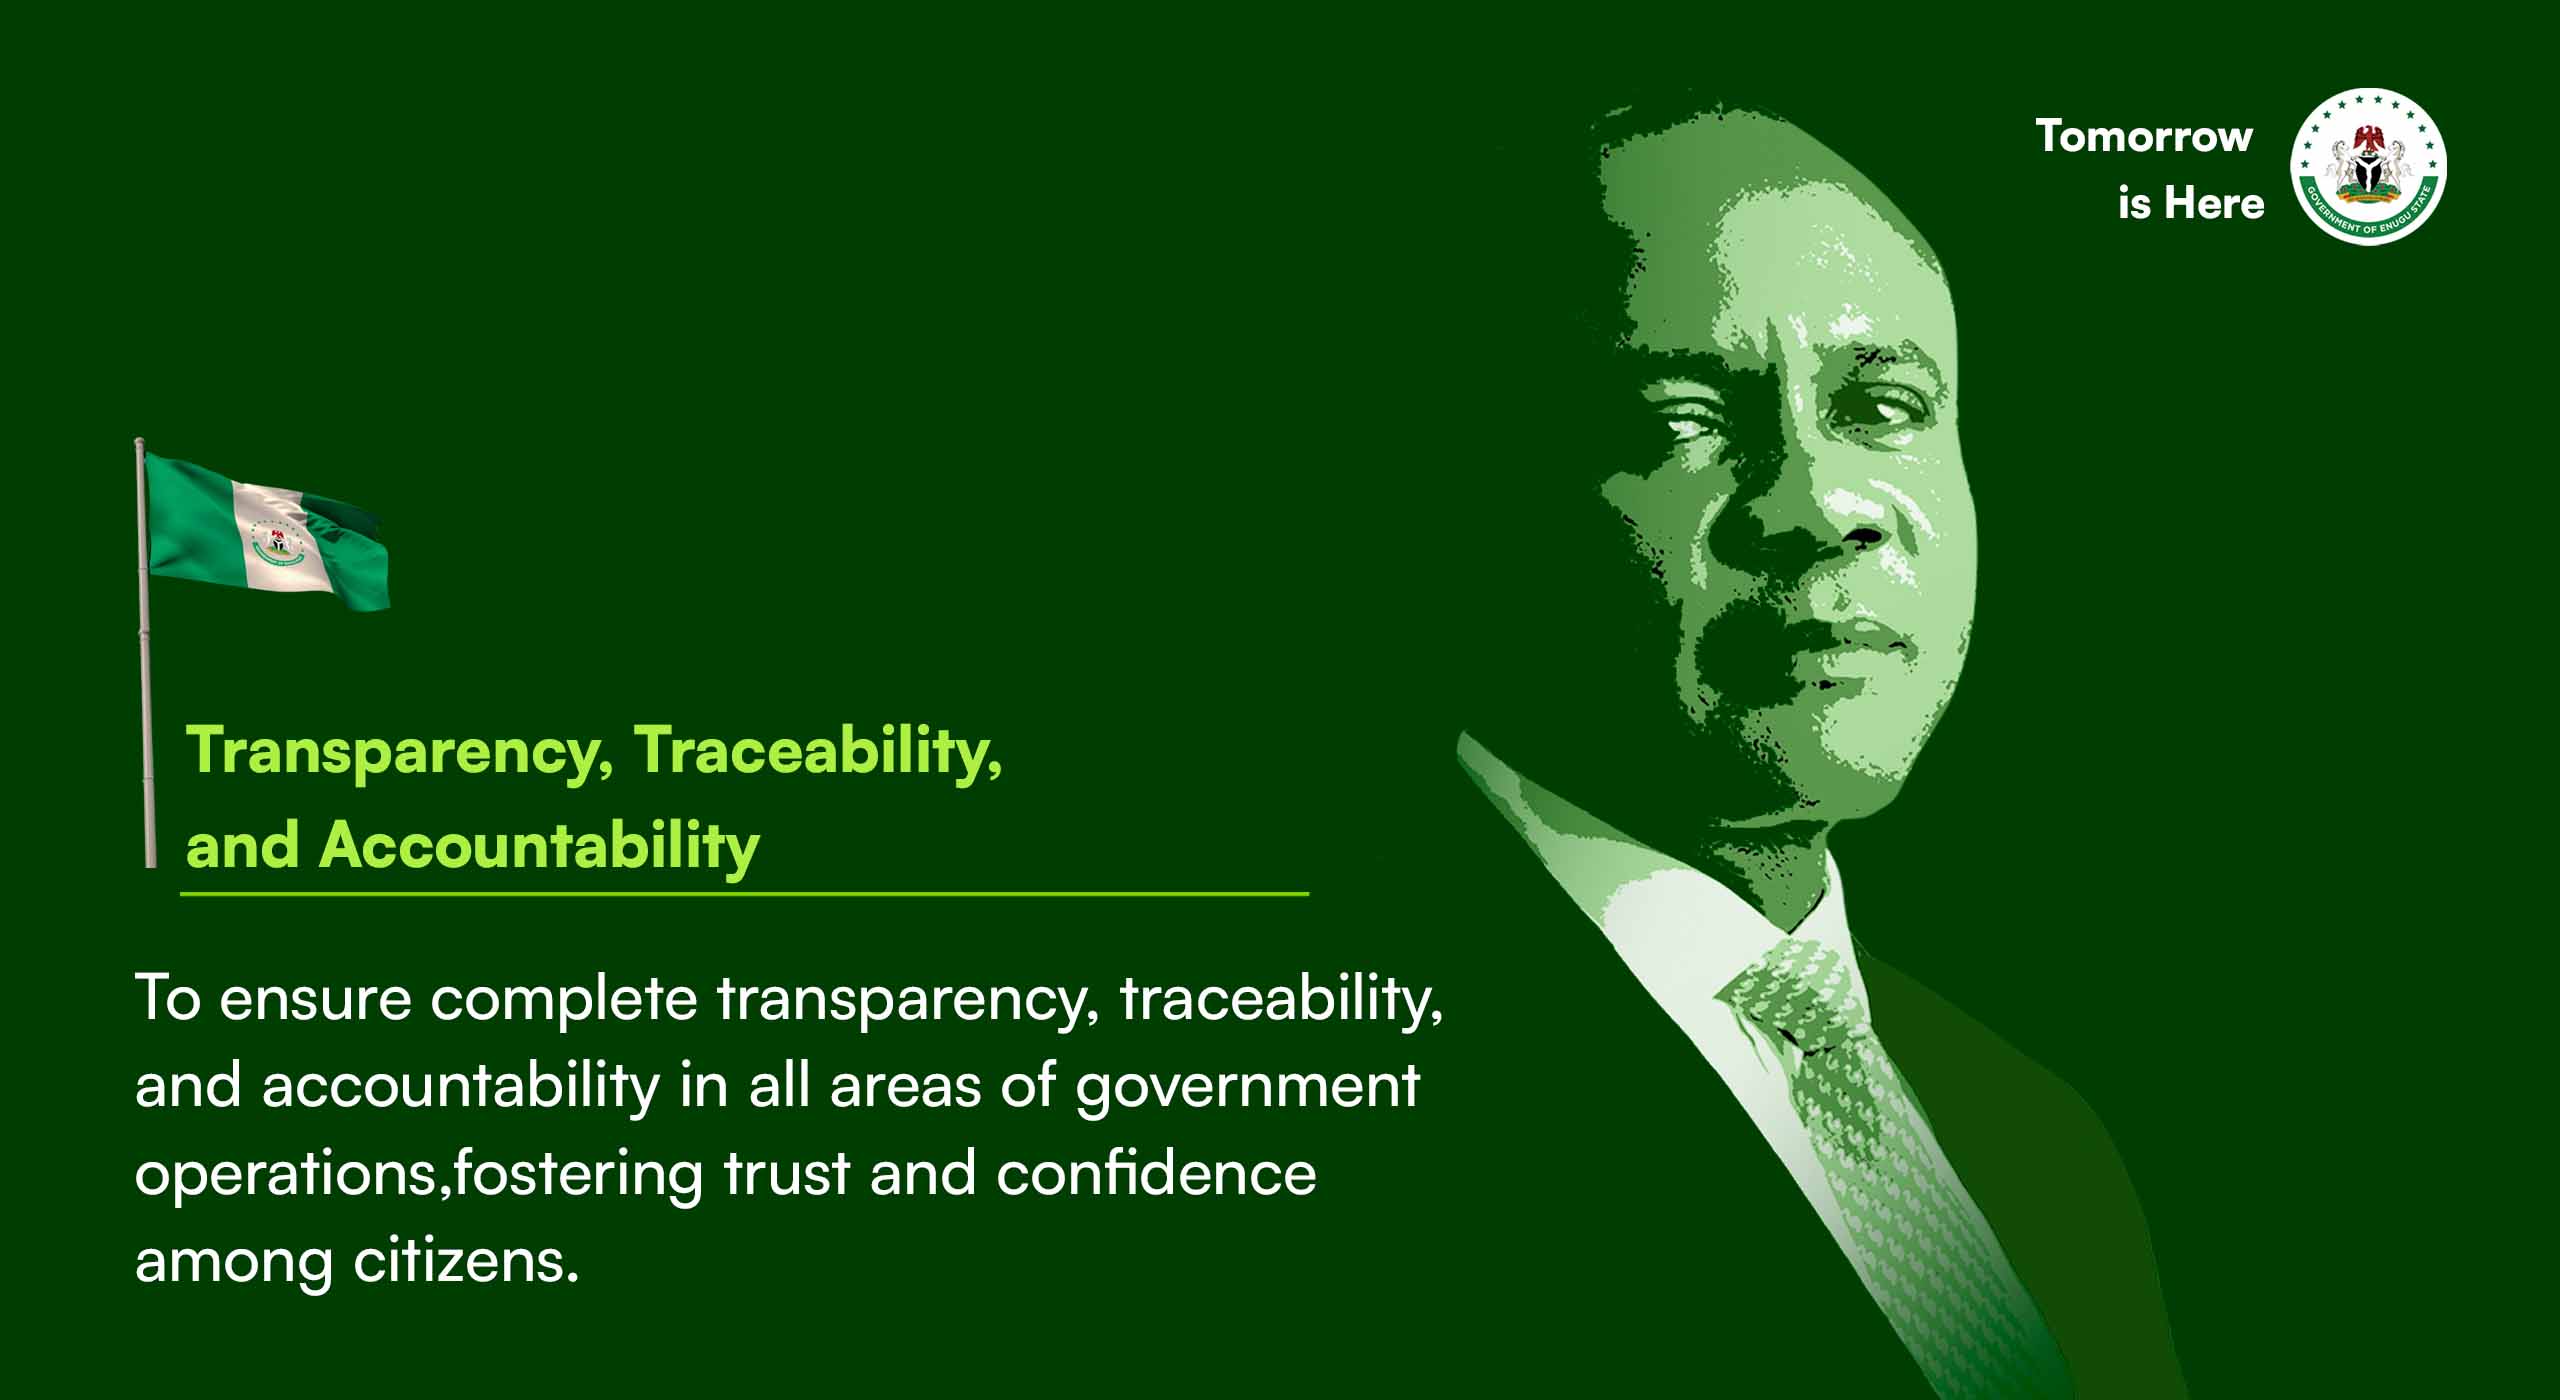 Tomorrow
is Here
GOVERNMENT OF ENUGU STATE
Transparency, Traceability,
and Accountability
To ensure complete transparency, traceability,
and accountability in all areas of government
operations,fostering trust and confidence
among citizens.